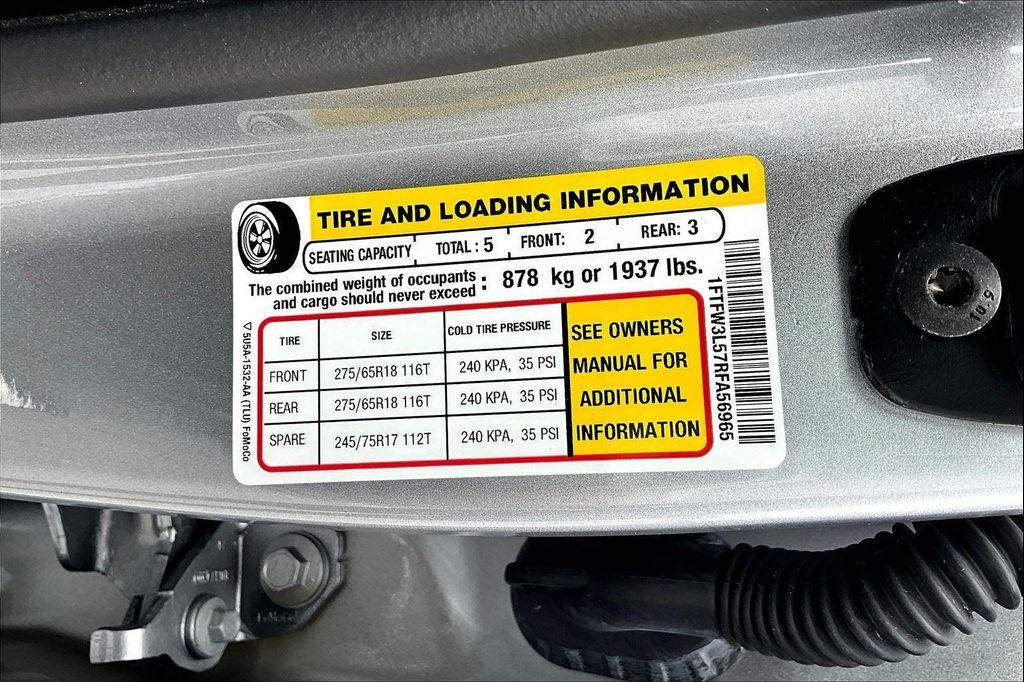 TIRE AND LOADING INFORMATION
SEATING CAPACITY TOTAL : 5 FRONT: 2 REAR: 3
The combined weight of occupants
and cargo should never exceed : 878 kg or 1937 lbs.
TIRE SIZE COLD TIRE PRESSURE
FRONT 275/65R18 116T 240 KPA, 35 PSI
REAR 275/65R18 116T 240 KPA, 35 PSI
SPARE 245/75R17 112T 240 KPA, 35 PSI
SEE OWNERS
MANUAL FOR
ADDITIONAL
INFORMATION
1FTFW3L57RFA56965
5U5A-1532-AA (TLU) FoMoCo
10.9